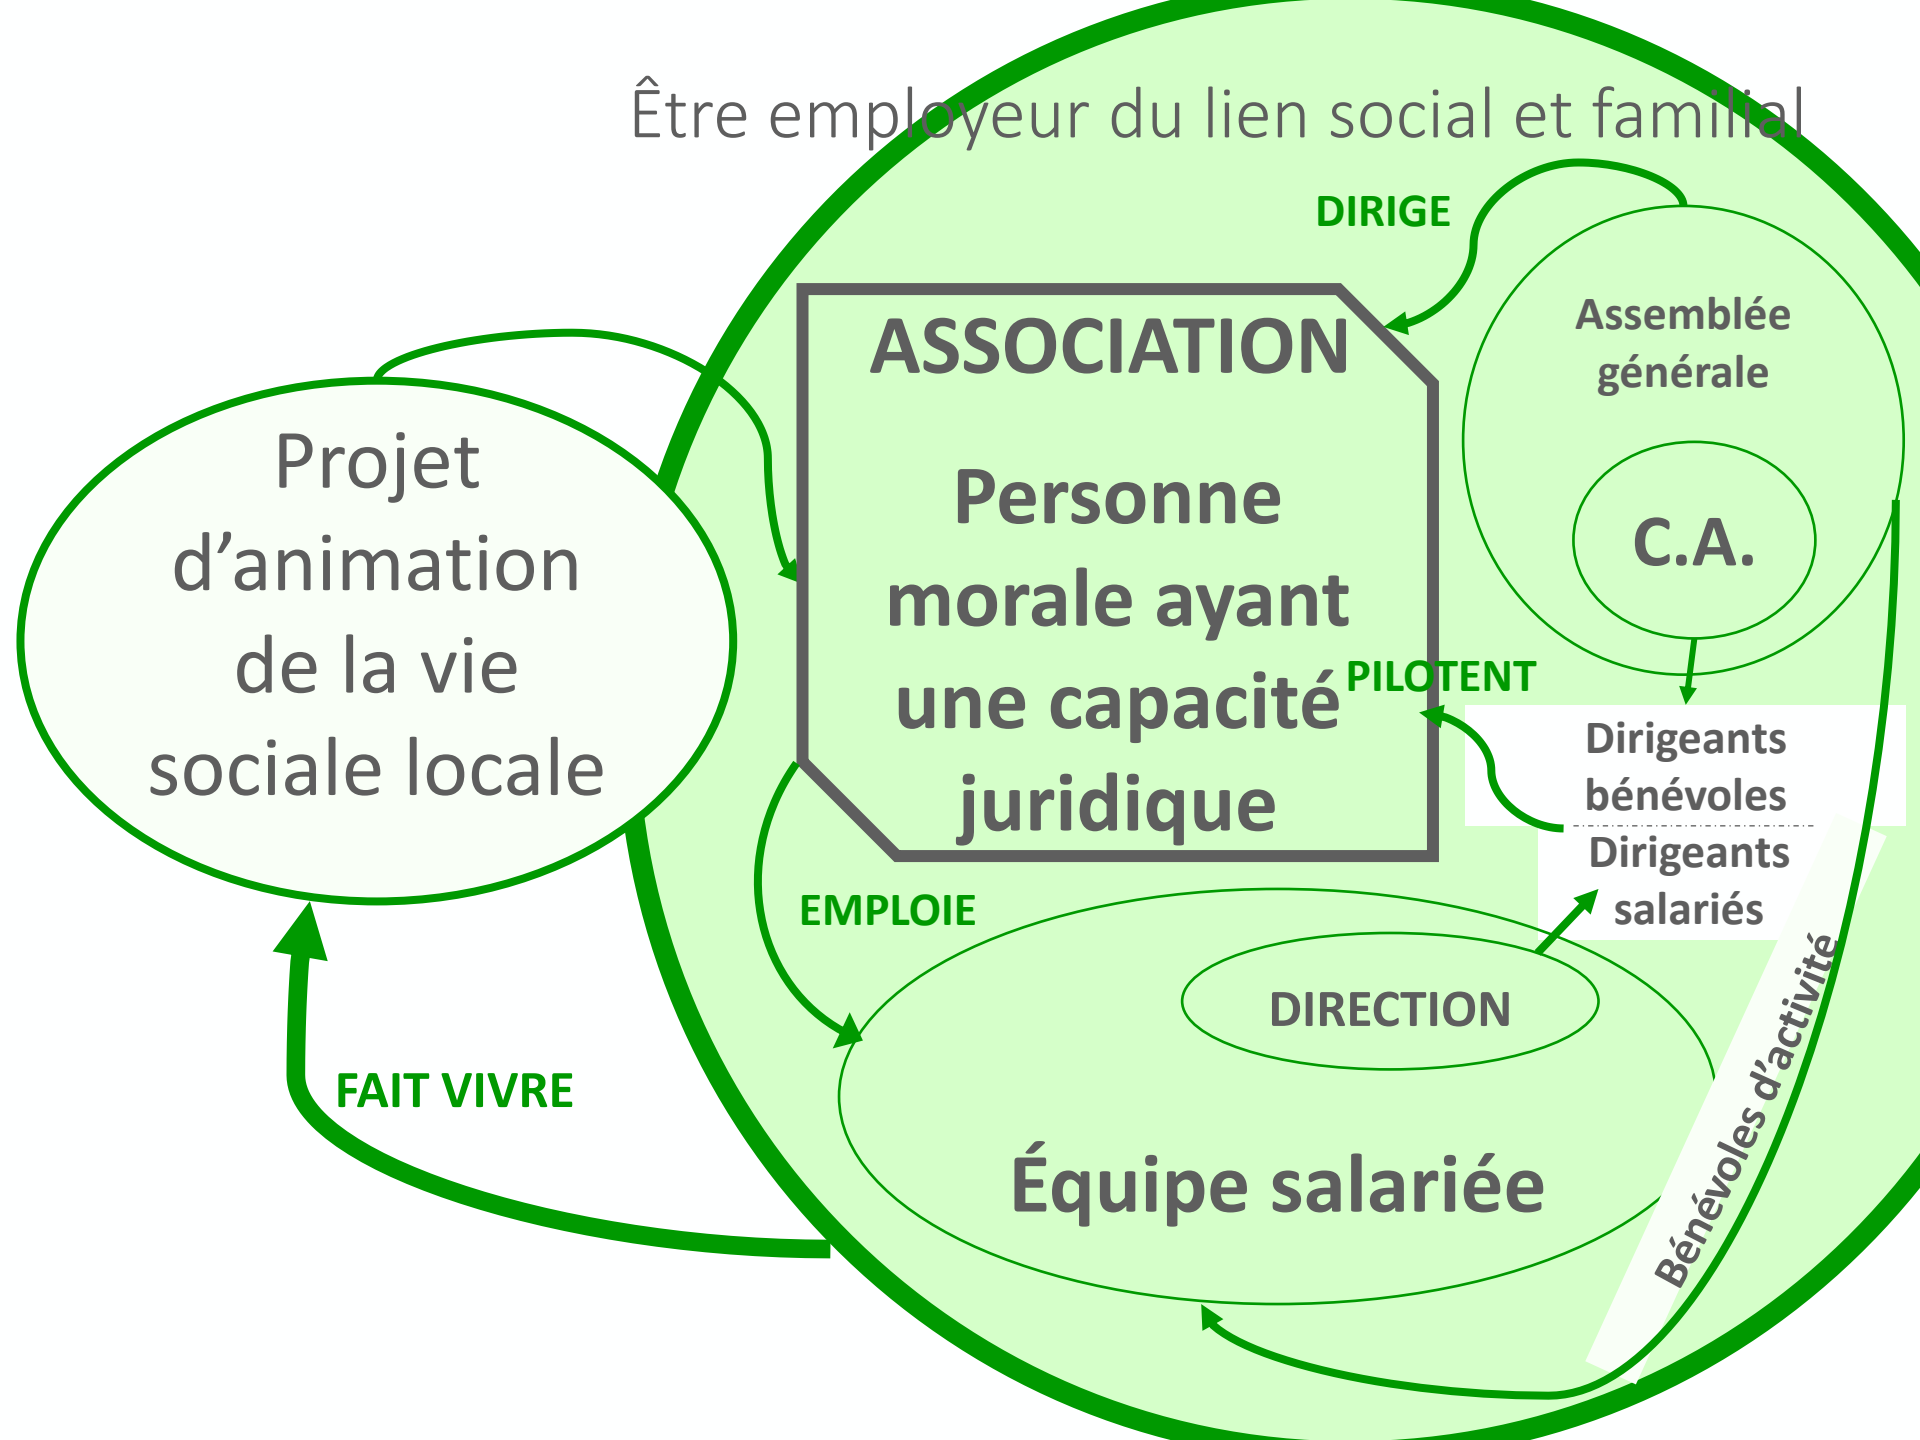 Être employeur du lien social et familial
DIRIGE
Assemblée
générale
C.A.
ASSOCIATION
Personne
morale ayant
une capacité
juridique
Projet
d’animation
de la vie
sociale locale
PILOTENT
Dirigeants
bénévoles
Dirigeants
salariés
EMPLOIE
DIRECTION
Équipe salariée
Bénévoles d’activité
FAIT VIVRE